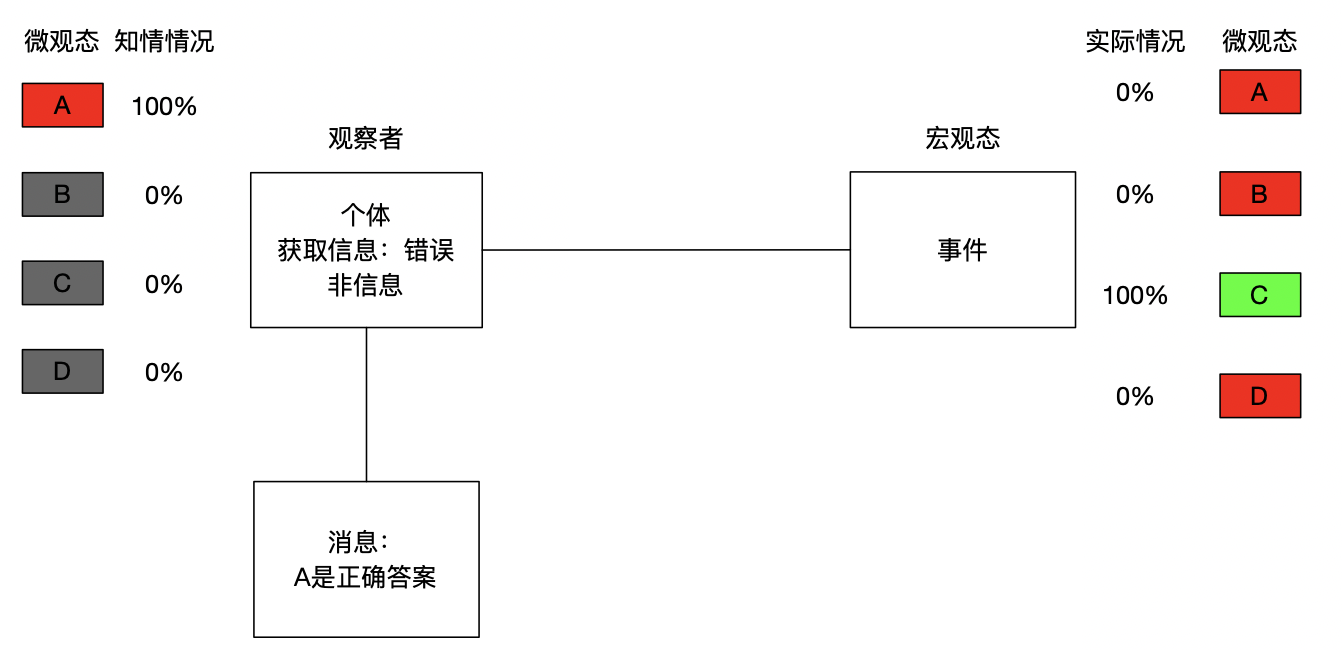 微观态 知情情况
A 100%
B 0%
C 0%
D 0%
观察者
个体
获取信息：错误
非信息
消息：
A是正确答案
宏观态
事件
实际情况 微观态
0% A
0% B
100% C
0% D